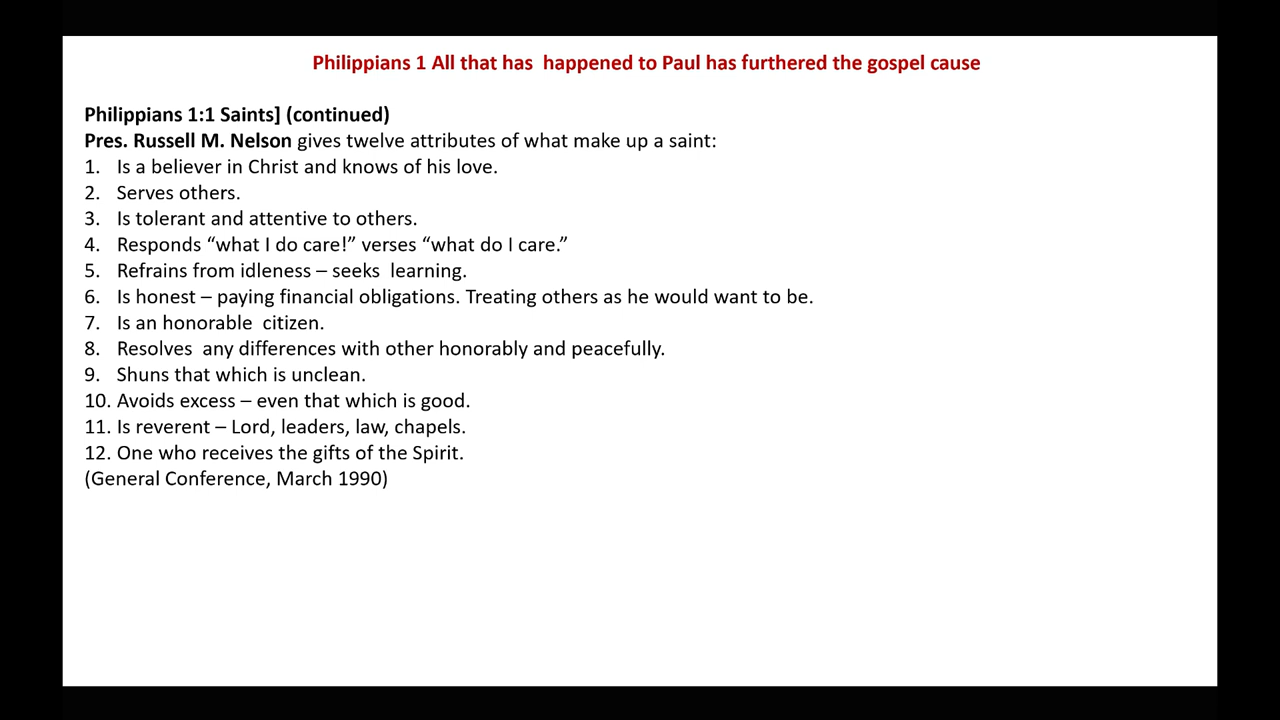 Philippians 1 All that has  happened to Paul has furthered the gospel cause
Philippians 1:1 Saints] (continued)
Pres. Russell M. Nelson gives twelve attributes of what make up a saint:
1. Is a believer in Christ and knows of his love.
2. Serves others.
3. Is tolerant and attentive to others.
4. Responds “what I do care!” verses “what do I care.”
5. Refrains from idleness – seeks  learning.
6. Is honest – paying financial obligations. Treating others as he would want to be.
7. Is an honorable  citizen.
8. Resolves  any differences with other honorably and peacefully.
9. Shuns that which is unclean.
10. Avoids excess – even that which is good.
11. Is reverent – Lord, leaders, law, chapels.
12. One who receives the gifts of the Spirit.
(General Conference, March 1990)